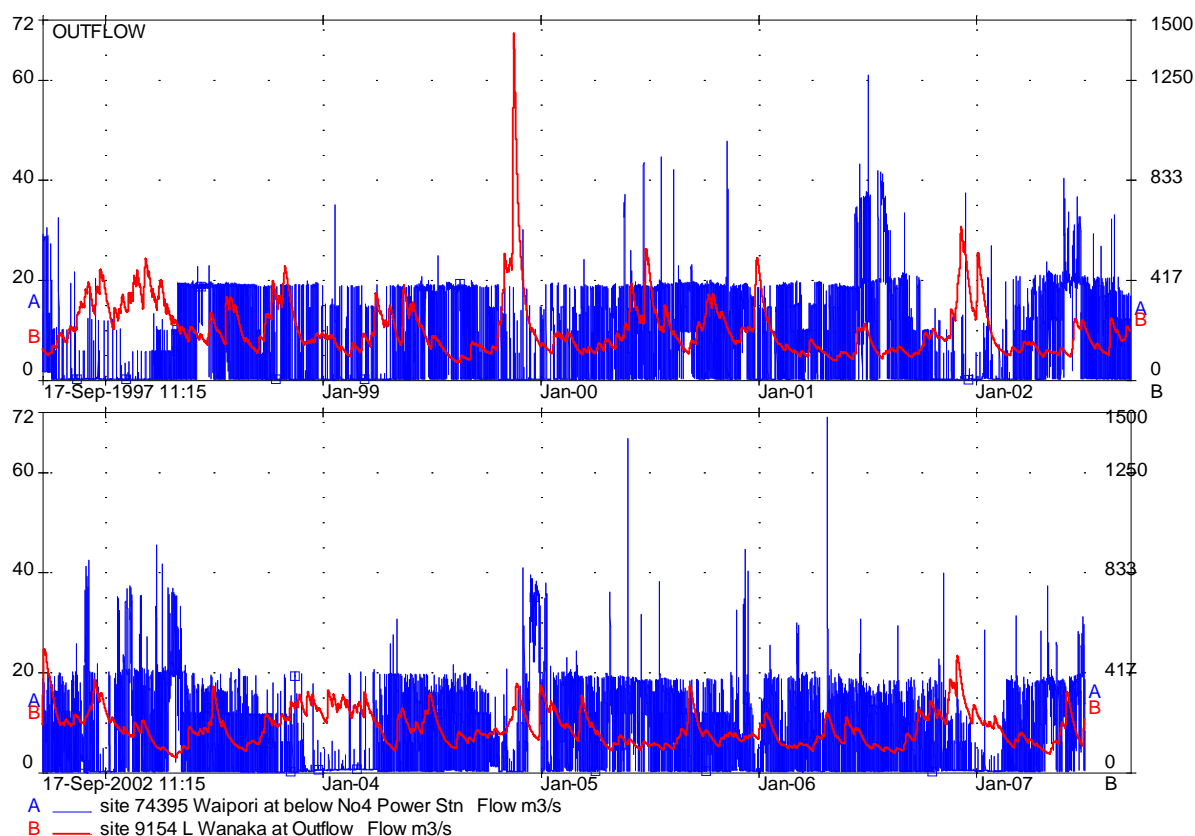 72 1500
OUTFLOW
60 1250
40 833
20 417
A A
B B
0 0
17-Sep-1997 11:15 Jan-99 Jan-00 Jan-01 Jan-02 B
72 1500
60 1250
40 833
20 417
A A
B B
0 0
17-Sep-2002 11:15 Jan-04 Jan-05 Jan-06 Jan-07 B
A site 74395 Waipori at below No4 Power Stn Flow m3/s
B site 9154 L Wanaka at Outflow Flow m3/s